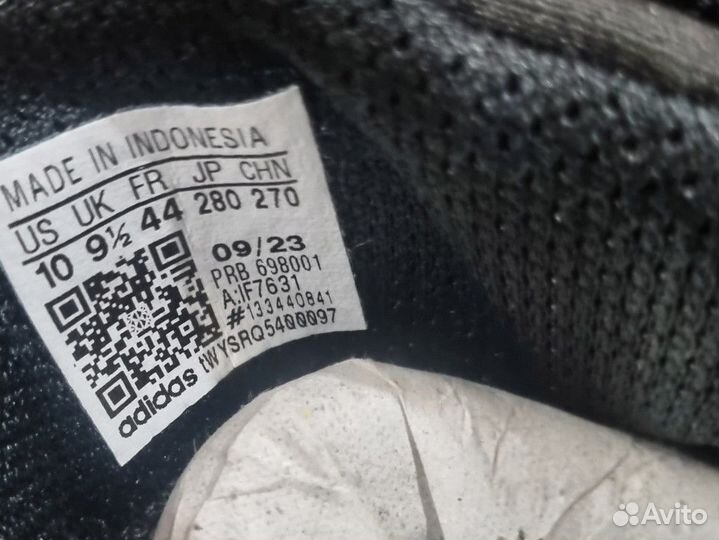 MADE IN INDONESIA
US UK FR JP CHN
10 9½ 44 280 270
09/23
PRB 698001
A:IF7631
#133440841
tWYSRQ5400097
adidas
Avito